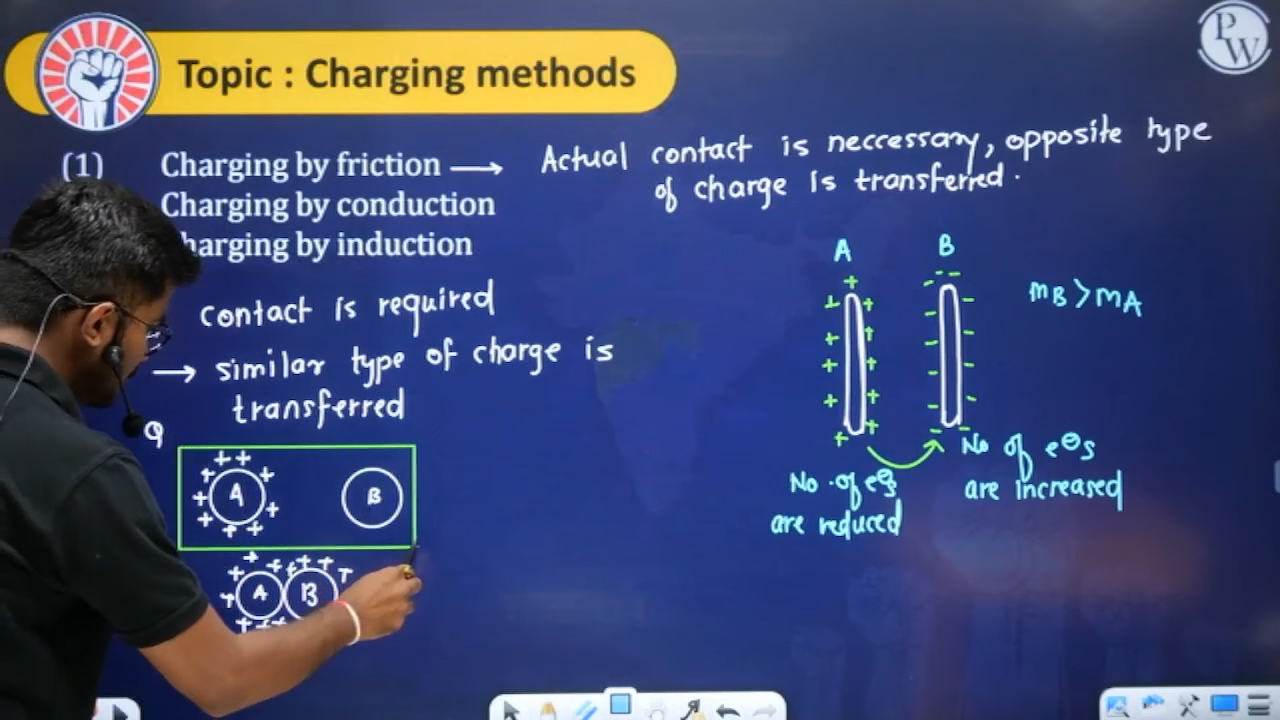 Topic : Charging methods
PW
(1) Charging by friction → Actual contact is neccessary, opposite type
of charge is transferred.
Charging by conduction
harging by induction
contact is required
→ similar type of charge is
transferred
q
+ + + + + + + + +
A B
A B
A B
mB > mA
No. of e⊖s
are reduced
No of e⊖s
are increased